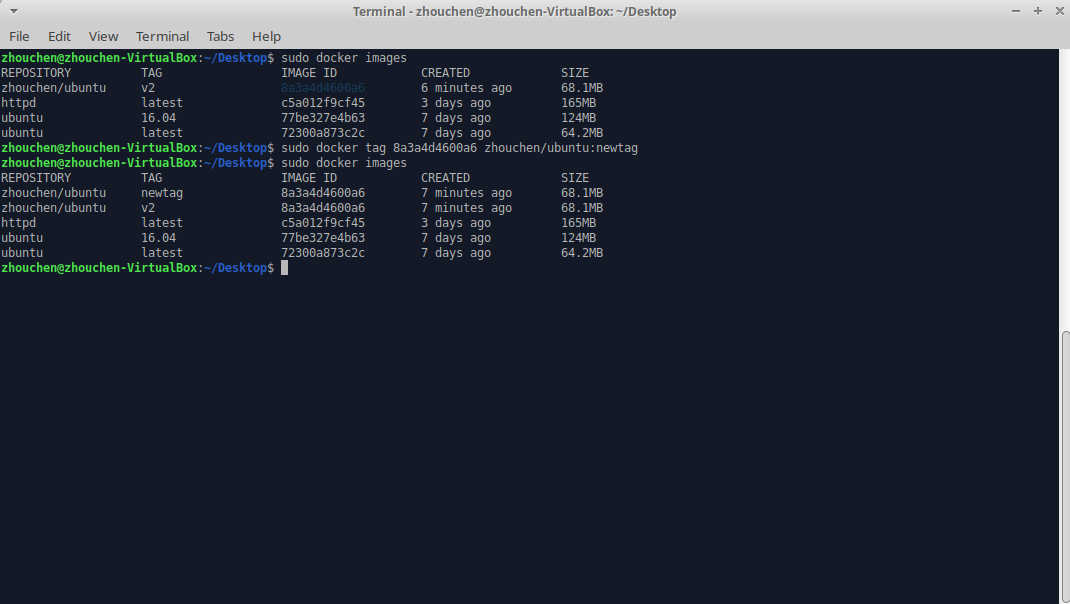 Terminal - zhouchen@zhouchen-VirtualBox: ~/Desktop
File Edit View Terminal Tabs Help
zhouchen@zhouchen-VirtualBox:~/Desktop$ sudo docker images
REPOSITORY TAG IMAGE ID CREATED SIZE
zhouchen/ubuntu v2 8a3a4d4600a6 6 minutes ago 68.1MB
httpd latest c5a012f9cf45 3 days ago 165MB
ubuntu 16.04 77be327e4b63 7 days ago 124MB
ubuntu latest 72300a873c2c 7 days ago 64.2MB
zhouchen@zhouchen-VirtualBox:~/Desktop$ sudo docker tag 8a3a4d4600a6 zhouchen/ubuntu:newtag
zhouchen@zhouchen-VirtualBox:~/Desktop$ sudo docker images
REPOSITORY TAG IMAGE ID CREATED SIZE
zhouchen/ubuntu newtag 8a3a4d4600a6 7 minutes ago 68.1MB
zhouchen/ubuntu v2 8a3a4d4600a6 7 minutes ago 68.1MB
httpd latest c5a012f9cf45 3 days ago 165MB
ubuntu 16.04 77be327e4b63 7 days ago 124MB
ubuntu latest 72300a873c2c 7 days ago 64.2MB
zhouchen@zhouchen-VirtualBox:~/Desktop$